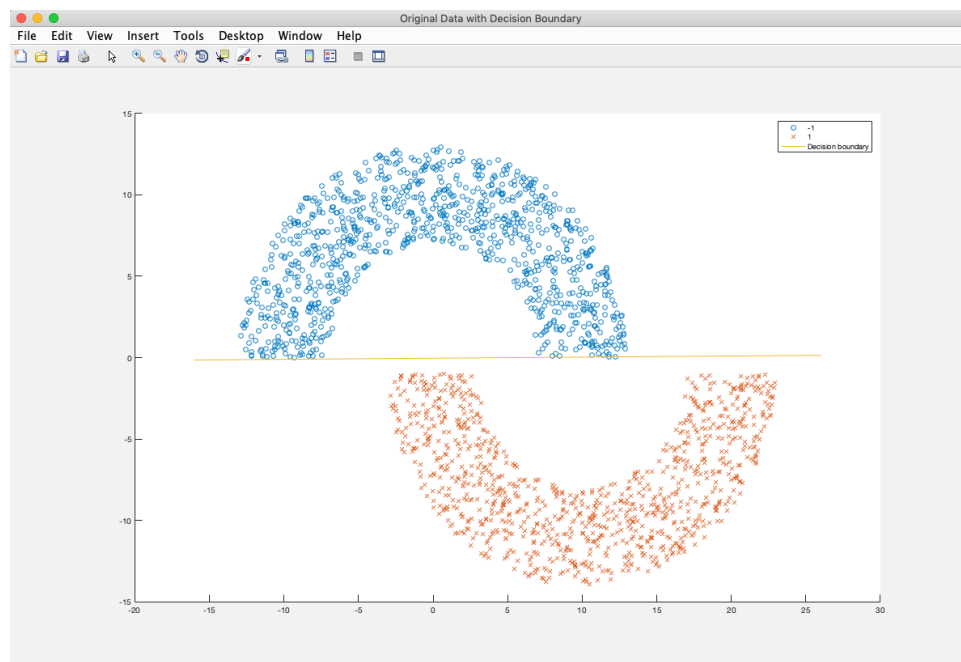 Original Data with Decision Boundary
File Edit View Insert Tools Desktop Window Help
15
10
5
0
-5
-10
-15
-20 -15 -10 -5 0 5 10 15 20 25 30
-1
1
Decision boundary